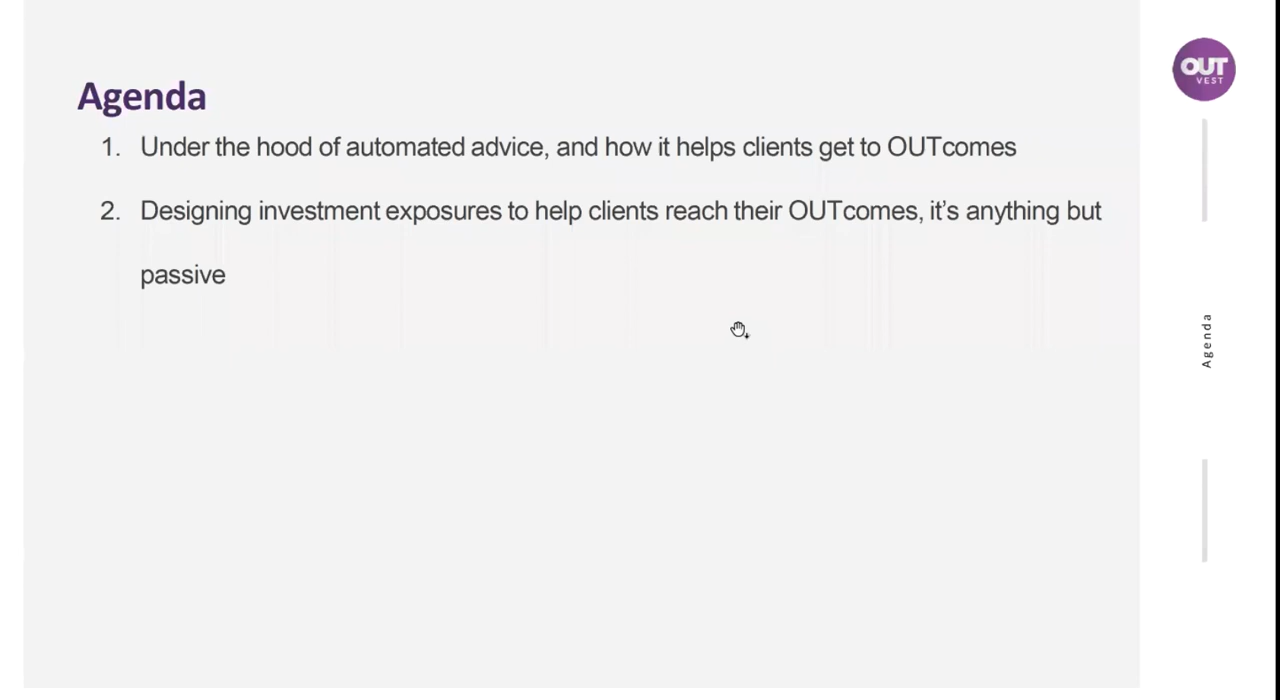 Agenda
1. Under the hood of automated advice, and how it helps clients get to OUTcomes
2. Designing investment exposures to help clients reach their OUTcomes, it’s anything but
passive
OUT
VEST
Agenda